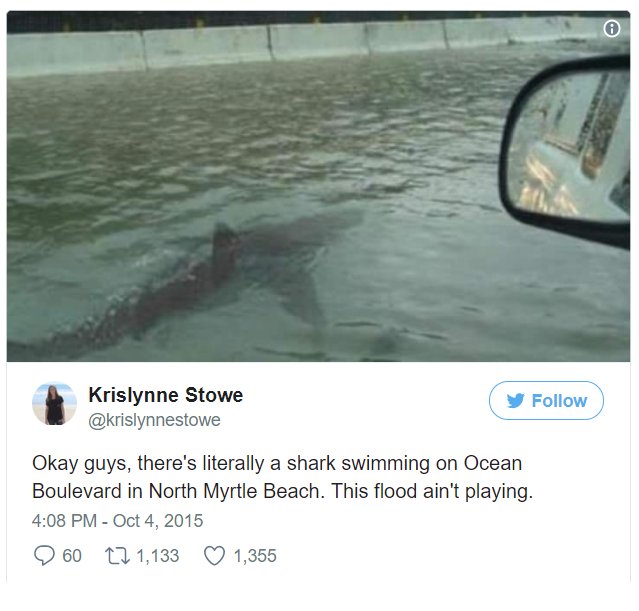 Krislynne Stowe
@krislynnestowe
Follow
Okay guys, there's literally a shark swimming on Ocean
Boulevard in North Myrtle Beach. This flood ain't playing.
4:08 PM - Oct 4, 2015
60 1,133 1,355